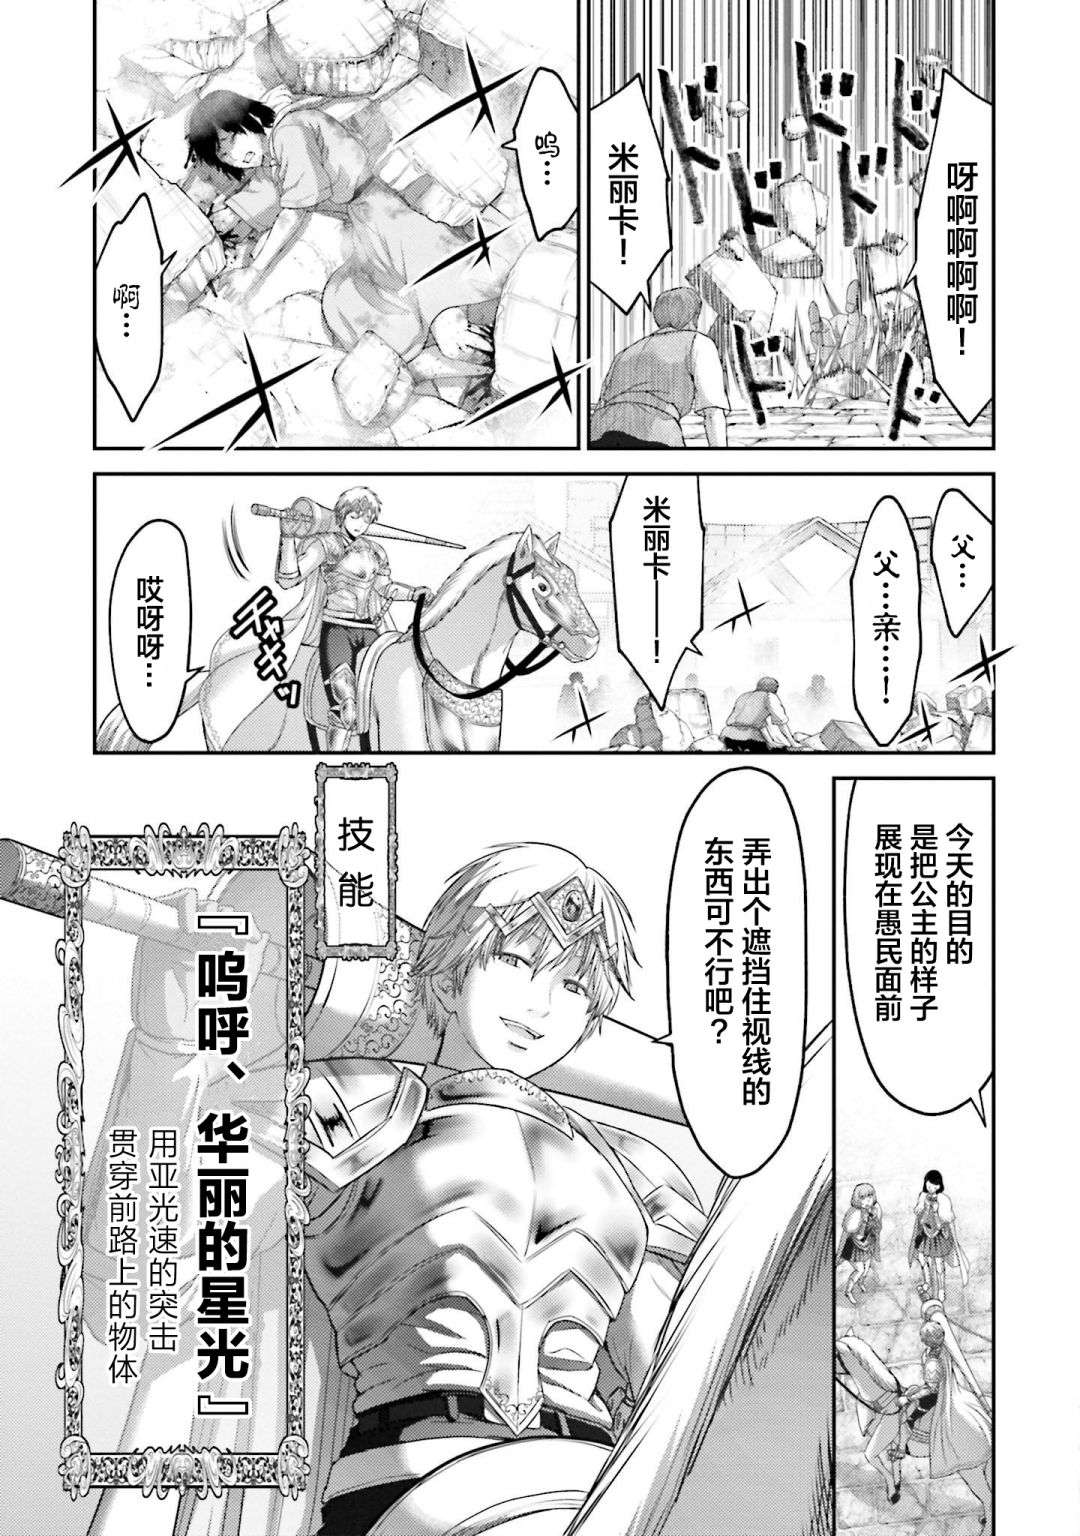 呀啊啊啊啊！
ドドドドドドドド
米丽卡！
呜…
啊…
父…
父…亲……！
米丽卡——！
チャキッ
哎呀呀…
今天的目的
是把公主的样子
展现在愚民面前
弄出个遮挡住视线的
东西可不行吧？
技能
『呜呼、华丽的星光』
用亚光速的突击
贯穿前路上的物体